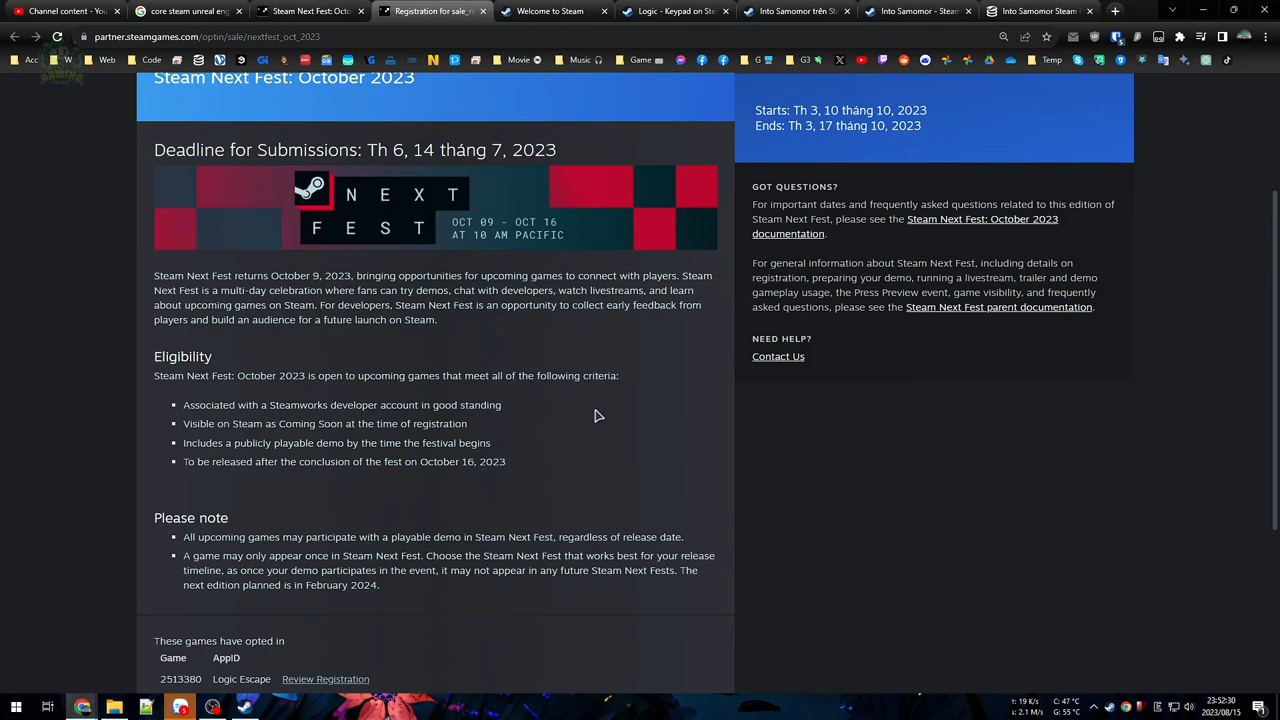 Channel content - You
core steam unreal eng
Steam Next Fest: Octob
Registration for sale_n
Welcome to Steam
Logic - Keypad on Ste
Into Samomor trên St
Into Samomor - Steam
Into Samomor Steam
partner.steamgames.com/optin/sale/nextfest_oct_2023
Acc
W
Web
Code
Movie
Music
Game
G
G3
Temp
GAMING
Steam Next Fest: October 2023
Starts: Th 3, 10 tháng 10, 2023
Ends: Th 3, 17 tháng 10, 2023
Deadline for Submissions: Th 6, 14 tháng 7, 2023
NEXT
FEST
OCT 09 - OCT 16
AT 10 AM PACIFIC
Steam Next Fest returns October 9, 2023, bringing opportunities for upcoming games to connect with players. Steam
Next Fest is a multi-day celebration where fans can try demos, chat with developers, watch livestreams, and learn
about upcoming games on Steam. For developers, Steam Next Fest is an opportunity to collect early feedback from
players and build an audience for a future launch on Steam.
Eligibility
Steam Next Fest: October 2023 is open to upcoming games that meet all of the following criteria:
Associated with a Steamworks developer account in good standing
Visible on Steam as Coming Soon at the time of registration
Includes a publicly playable demo by the time the festival begins
To be released after the conclusion of the fest on October 16, 2023
Please note
All upcoming games may participate with a playable demo in Steam Next Fest, regardless of release date.
A game may only appear once in Steam Next Fest. Choose the Steam Next Fest that works best for your release
timeline, as once your demo participates in the event, it may not appear in any future Steam Next Fests. The
next edition planned is in February 2024.
These games have opted in
Game AppID
2513380 Logic Escape Review Registration
GOT QUESTIONS?
For important dates and frequently asked questions related to this edition of
Steam Next Fest, please see the Steam Next Fest: October 2023
documentation.
For general information about Steam Next Fest, including details on
registration, preparing your demo, running a livestream, trailer and demo
gameplay usage, the Press Preview event, game visibility, and frequently
asked questions, please see the Steam Next Fest parent documentation.
NEED HELP?
Contact Us
↑: 19 K/s
↓: 2.1 M/s
C: 47 °C
G: 55°C
23:52:30
2023/08/15